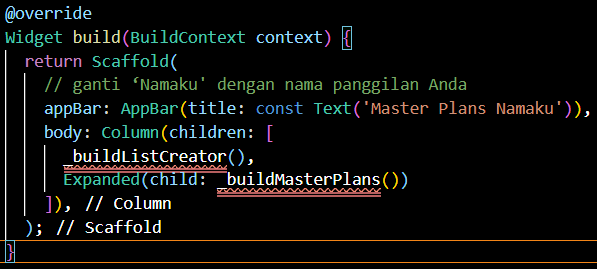 @override
Widget build(BuildContext context) {
return Scaffold(
// ganti ‘Namaku' dengan nama panggilan Anda
appBar: AppBar(title: const Text('Master Plans Namaku')),
body: Column(children: [
_buildListCreator(),
Expanded(child: _buildMasterPlans())
]), // Column
); // Scaffold
}